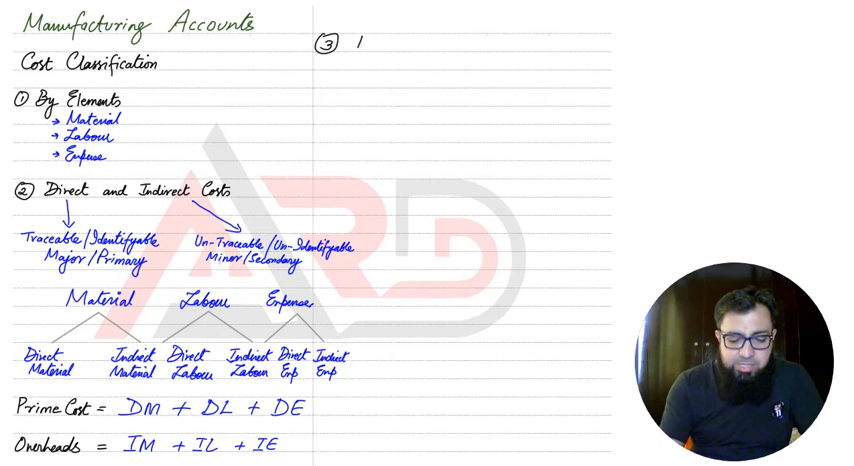 Manufacturing Accounts
Cost Classification
① By Elements
→ Material
→ Labour
→ Expense
② Direct and Indirect Costs
Traceable/Identifyable
Major/Primary
Un-Traceable/Un-Identifyable
Minor/Secondary
Material Labour Expense
Direct Material
Indirect Material
Direct Labour
Indirect Labour
Direct Exp
Indirect Exp
Prime Cost = DM + DL + DE
Overheads = IM + IL + IE
③
ARD